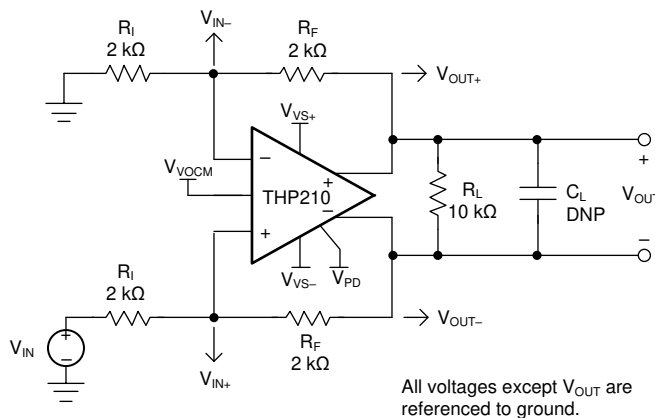 R_I
2 kΩ
V_IN−
R_F
2 kΩ
V_OUT+
V_VS+
−
V_VOCM
THP210
+
−
+
R_L
10 kΩ
C_L
DNP
+
V_OUT
−
V_VS−
V_PD
R_I
2 kΩ
V_IN
+
−
R_F
2 kΩ
V_OUT−
V_IN+
All voltages except V_OUT are
referenced to ground.